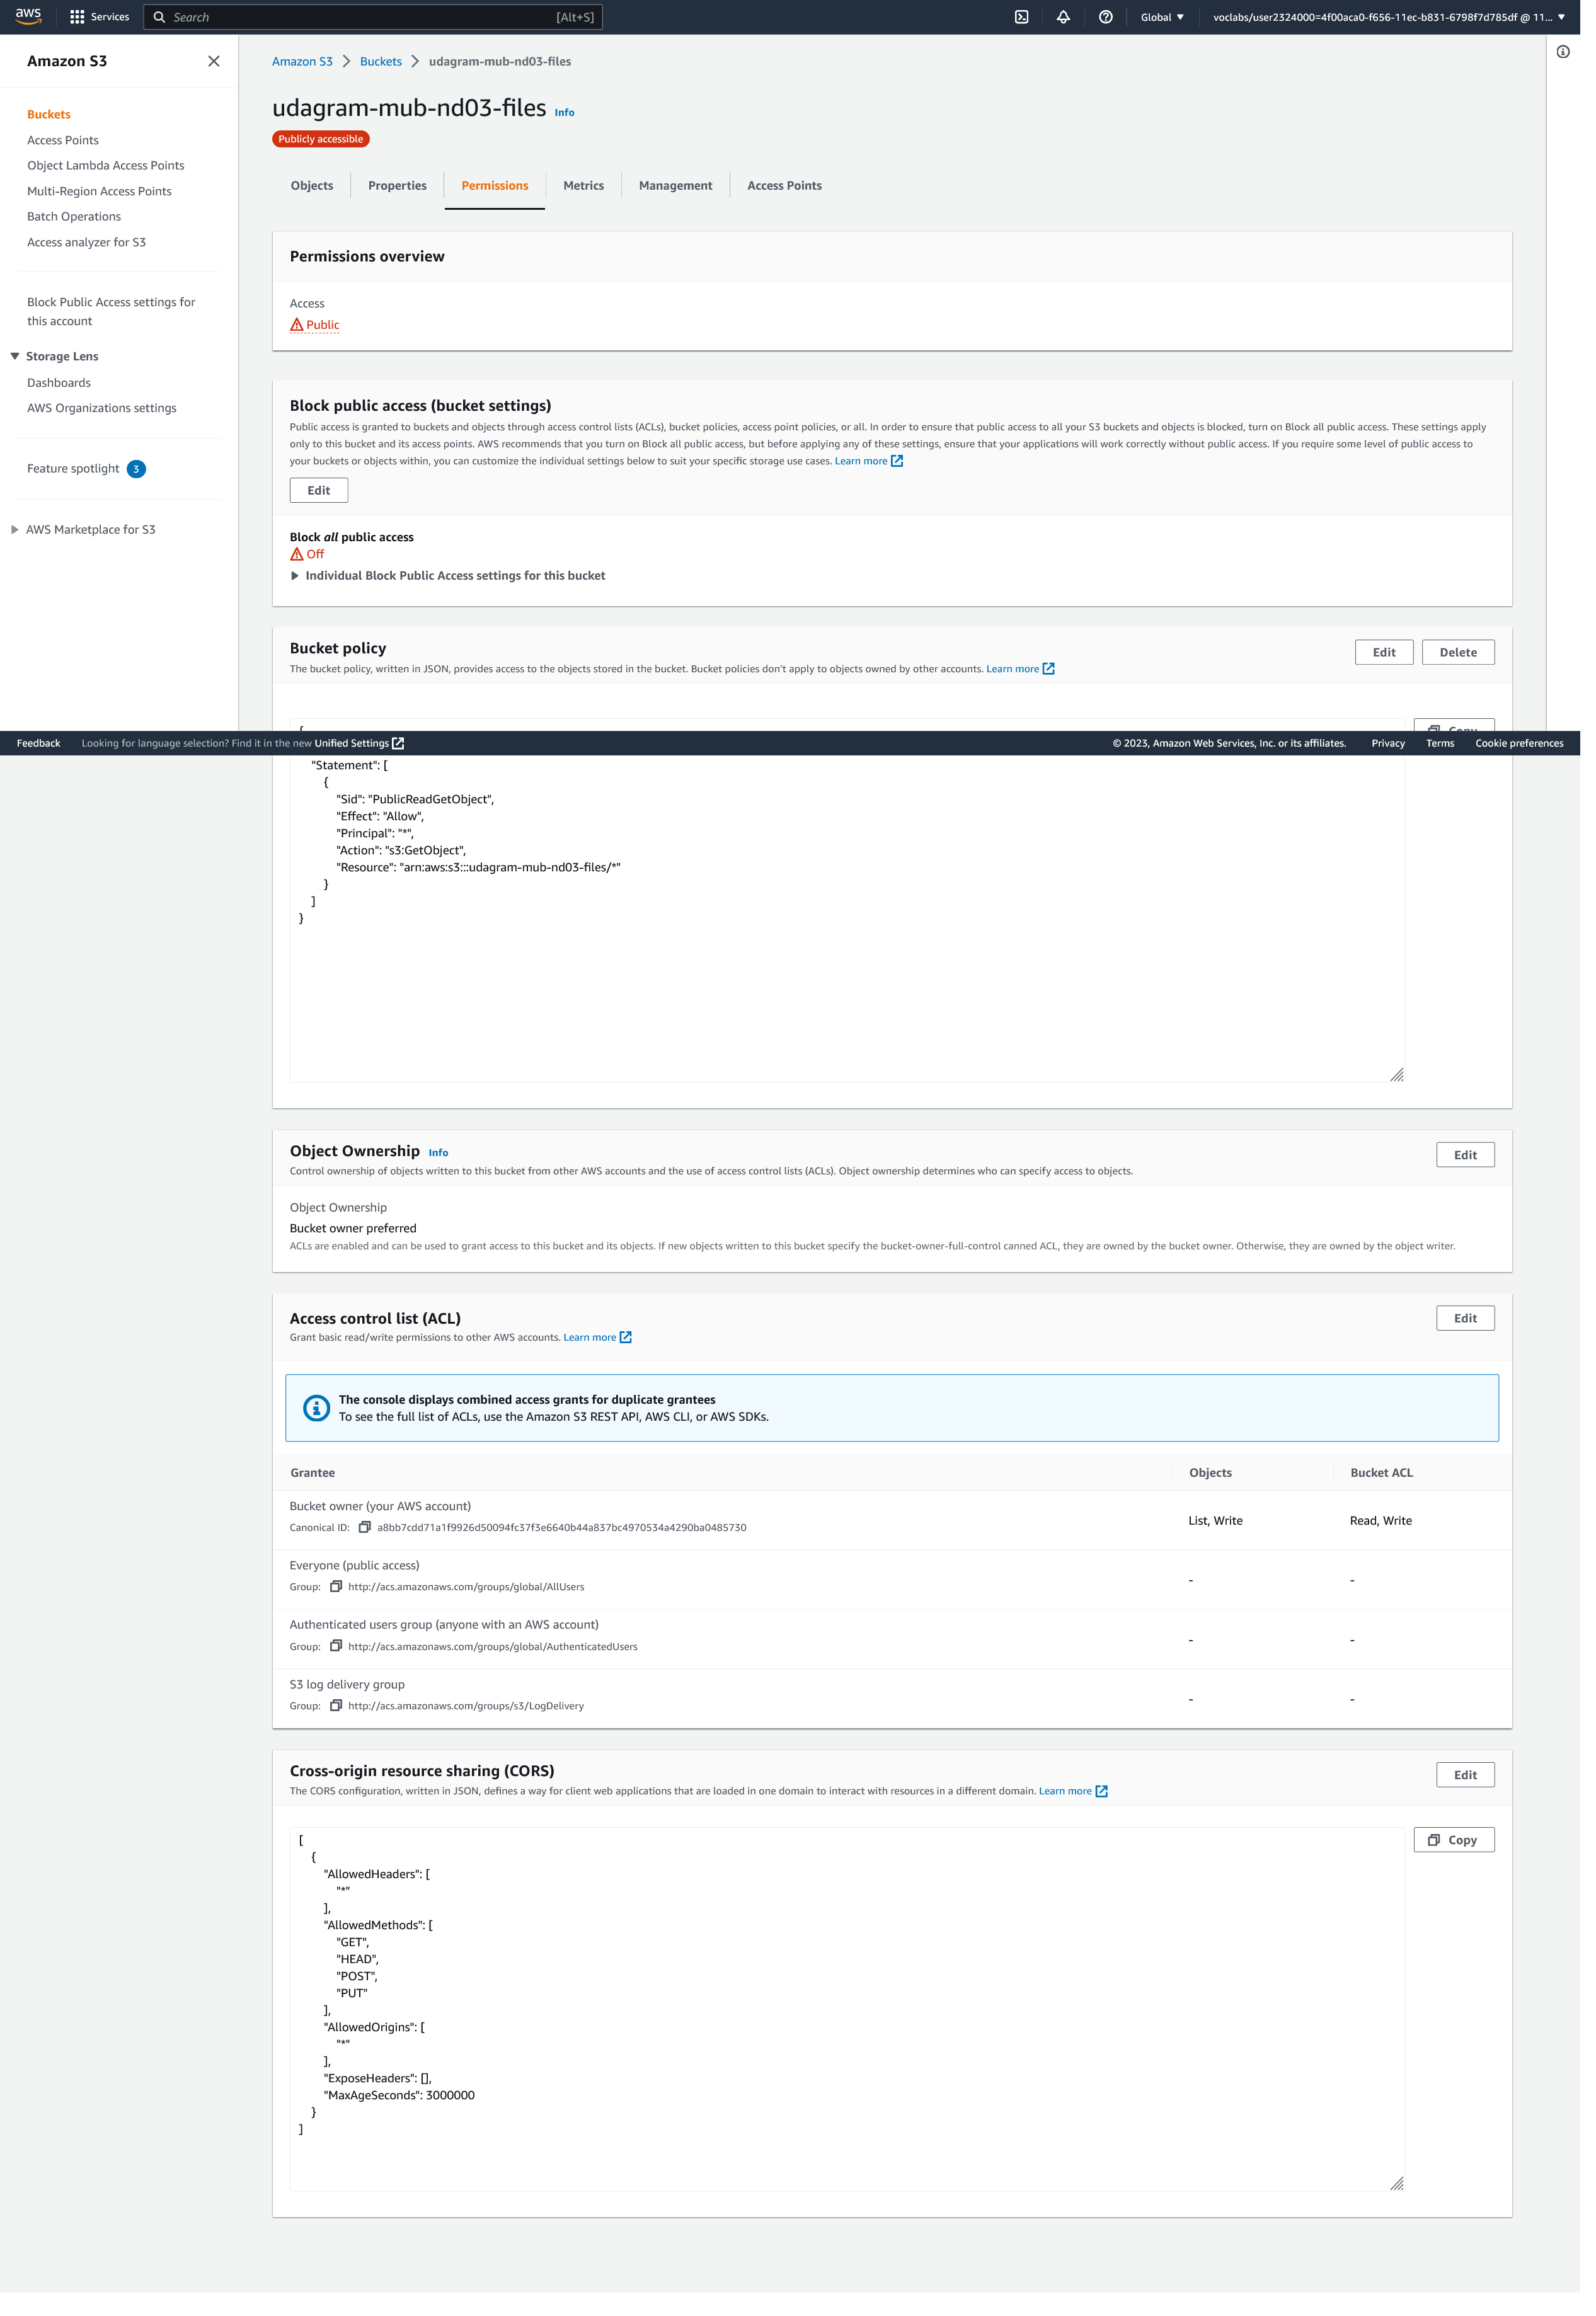 aws
Services
Search
[Alt+S]
Global
voclabs/user2324000=4f00aca0-f656-11ec-b831-6798f7d785df @ 11...
Amazon S3
Buckets
Access Points
Object Lambda Access Points
Multi-Region Access Points
Batch Operations
Access analyzer for S3
Block Public Access settings for
this account
Storage Lens
Dashboards
AWS Organizations settings
Feature spotlight 3
AWS Marketplace for S3
Amazon S3 > Buckets > udagram-mub-nd03-files
udagram-mub-nd03-files Info
Publicly accessible
Objects
Properties
Permissions
Metrics
Management
Access Points
Permissions overview
Access
Public
Block public access (bucket settings)
Public access is granted to buckets and objects through access control lists (ACLs), bucket policies, access point policies, or all. In order to ensure that public access to all your S3 buckets and objects is blocked, turn on Block all public access. These settings apply
only to this bucket and its access points. AWS recommends that you turn on Block all public access, but before applying any of these settings, ensure that your applications will work correctly without public access. If you require some level of public access to
your buckets or objects within, you can customize the individual settings below to suit your specific storage use cases. Learn more
Edit
Block all public access
Off
Individual Block Public Access settings for this bucket
Bucket policy
Edit
Delete
The bucket policy, written in JSON, provides access to the objects stored in the bucket. Bucket policies don't apply to objects owned by other accounts. Learn more
{
Copy
Feedback
Looking for language selection? Find it in the new Unified Settings
© 2023, Amazon Web Services, Inc. or its affiliates.
Privacy
Terms
Cookie preferences
"Statement": [
{
"Sid": "PublicReadGetObject",
"Effect": "Allow",
"Principal": "*",
"Action": "s3:GetObject",
"Resource": "arn:aws:s3:::udagram-mub-nd03-files/*"
}
]
}
Object Ownership Info
Edit
Control ownership of objects written to this bucket from other AWS accounts and the use of access control lists (ACLs). Object ownership determines who can specify access to objects.
Object Ownership
Bucket owner preferred
ACLs are enabled and can be used to grant access to this bucket and its objects. If new objects written to this bucket specify the bucket-owner-full-control canned ACL, they are owned by the bucket owner. Otherwise, they are owned by the object writer.
Access control list (ACL)
Edit
Grant basic read/write permissions to other AWS accounts. Learn more
The console displays combined access grants for duplicate grantees
To see the full list of ACLs, use the Amazon S3 REST API, AWS CLI, or AWS SDKs.
Grantee Objects Bucket ACL
Bucket owner (your AWS account)
Canonical ID: a8bb7cdd71a1f9926d50094fc37f3e6640b44a837bc4970534a4290ba0485730
List, Write Read, Write
Everyone (public access)
Group: http://acs.amazonaws.com/groups/global/AllUsers
- -
Authenticated users group (anyone with an AWS account)
Group: http://acs.amazonaws.com/groups/global/AuthenticatedUsers
- -
S3 log delivery group
Group: http://acs.amazonaws.com/groups/s3/LogDelivery
- -
Cross-origin resource sharing (CORS)
Edit
The CORS configuration, written in JSON, defines a way for client web applications that are loaded in one domain to interact with resources in a different domain. Learn more
Copy
[
{
"AllowedHeaders": [
"*"
],
"AllowedMethods": [
"GET",
"HEAD",
"POST",
"PUT"
],
"AllowedOrigins": [
"*"
],
"ExposeHeaders": [],
"MaxAgeSeconds": 3000000
}
]